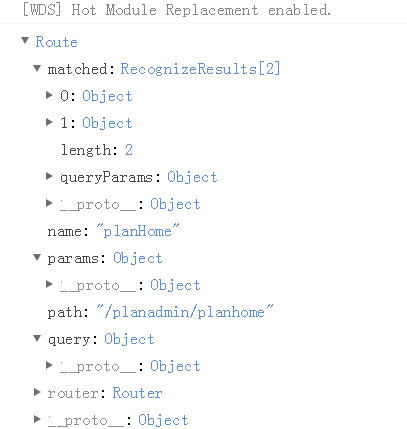 [WDS] Hot Module Replacement enabled.
Route
matched: RecognizeResults[2]
0: Object
1: Object
length: 2
queryParams: Object
__proto__: Object
name: "planHome"
params: Object
__proto__: Object
path: "/planadmin/planhome"
query: Object
__proto__: Object
router: Router
__proto__: Object